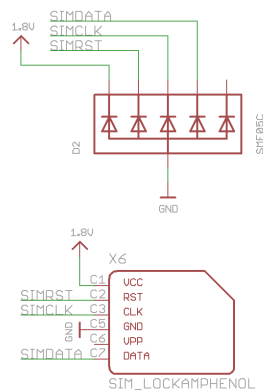 SIMDATA
1.8V
SIMCLK
SIMRST
D2
SMF05C
GND
1.8V
X6
C1 VCC
SIMRST C2 RST
SIMCLK C3 CLK
GND C5 GND
C6 VPP
SIMDATA C7 DATA
SIM_LOCKAMPHENOL